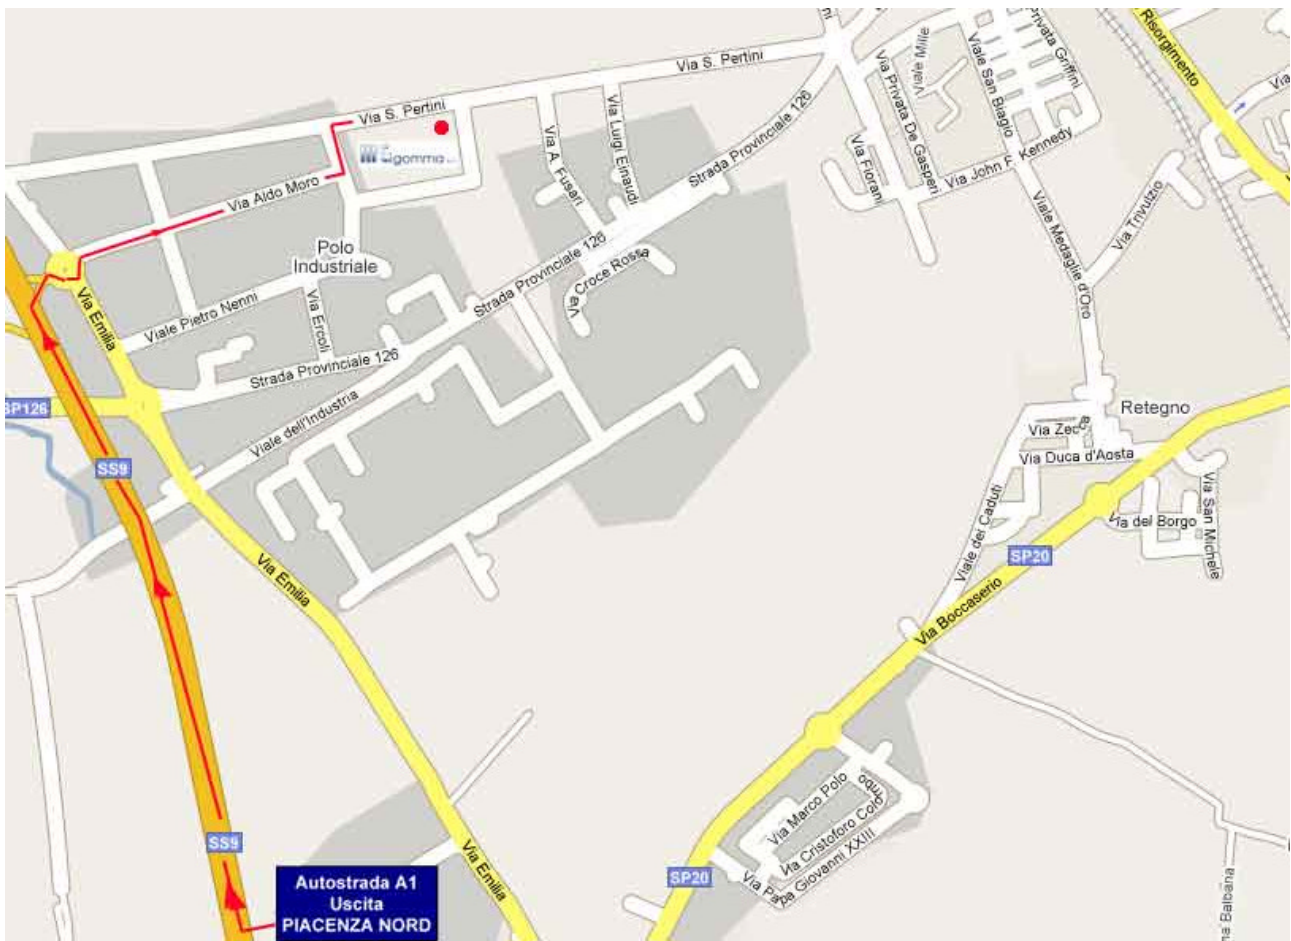 Risorgimento
Privata Griffini
Viale San Biagio
Viale Mille
Via Privata De Gasperi
Via S. Pertini
Via S. Pertini
Via Luigi Einaudi
Via A. Fusari
Strada Provinciale 126
Via Fiorani
Via John F. Kennedy
Via Trivulzio
Viale Medaglie d'Oro
gomma
Via Aldo Moro
Polo
Industriale
Croce Rossa
Strada Provinciale 126
Via Emilia
Viale Pietro Nenni
Via Ercoli
Strada Provinciale 126
SP126
Viale dell'Industria
SS9
Retegno
Via Zecca
Via Duca d'Aosta
Via San Michele
Via del Borgo
Viale dei Caduti
SP20
Via Boccaserio
Via Emilia
Via Marco Polo
Via Cristoforo Colombo
Via Papa Giovanni XXIII
SP20
SS9
Via Emilia
Autostrada A1
Uscita
PIACENZA NORD
na Balbana